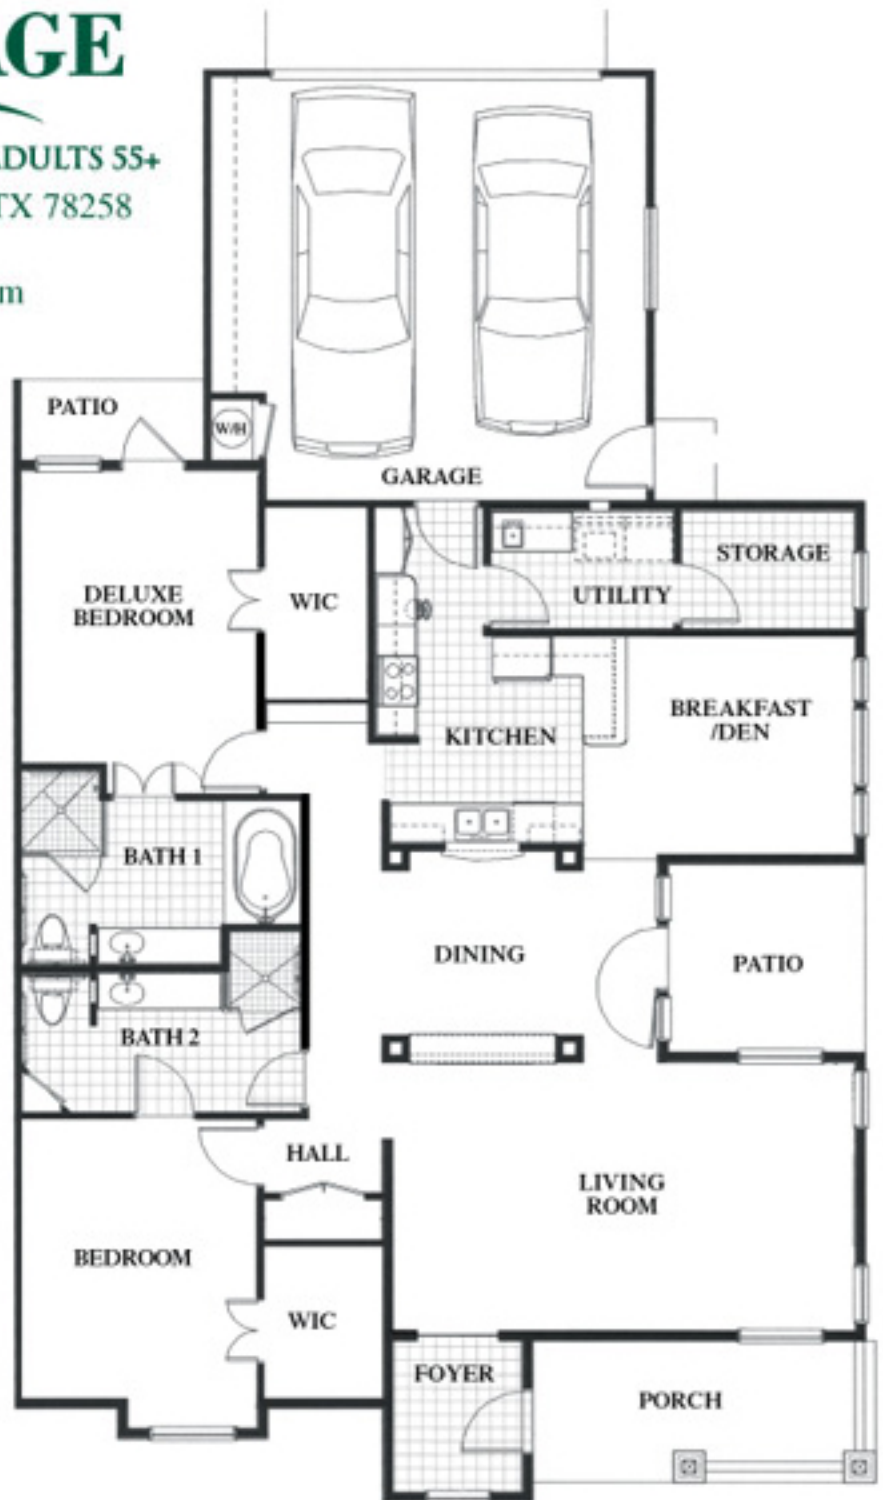 AGE
ADULTS 55+
TX 78258
m
PATIO
W/H
GARAGE
DELUXE
BEDROOM
WIC
UTILITY
STORAGE
KITCHEN
BREAKFAST
/DEN
BATH 1
DINING
PATIO
BATH 2
HALL
LIVING
ROOM
BEDROOM
WIC
FOYER
PORCH